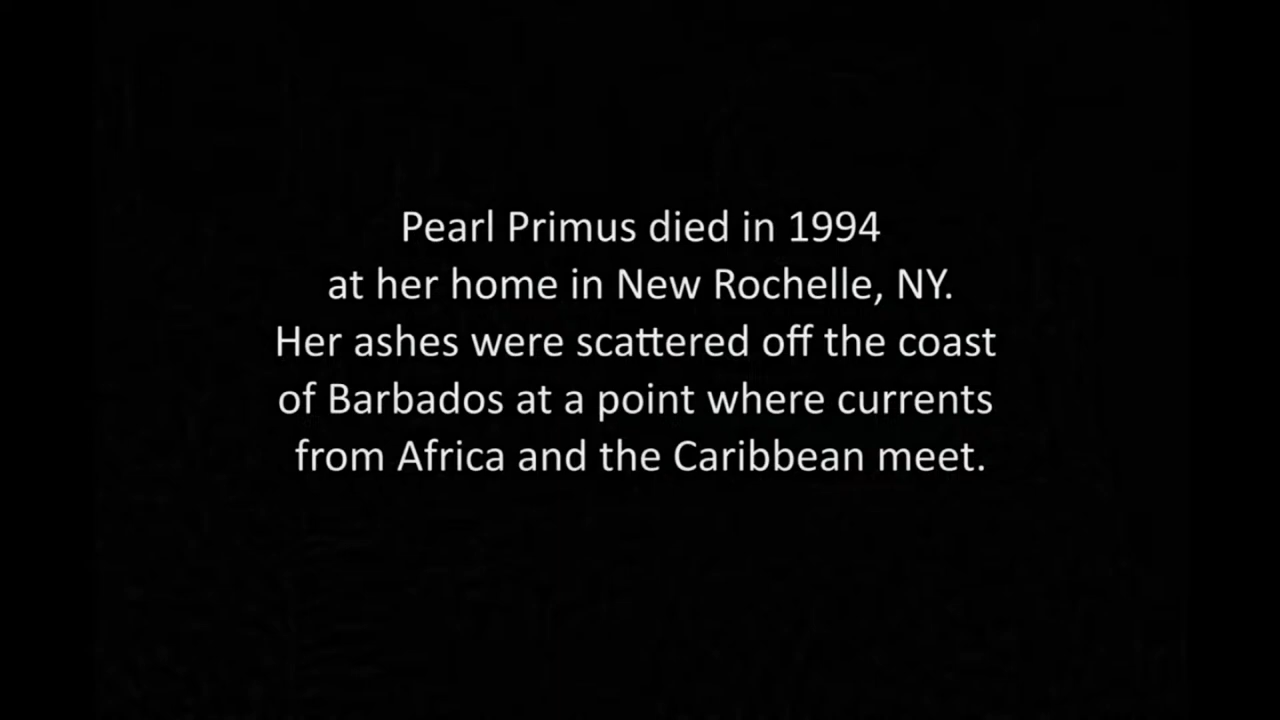 Pearl Primus died in 1994
at her home in New Rochelle, NY.
Her ashes were scattered off the coast
of Barbados at a point where currents
from Africa and the Caribbean meet.